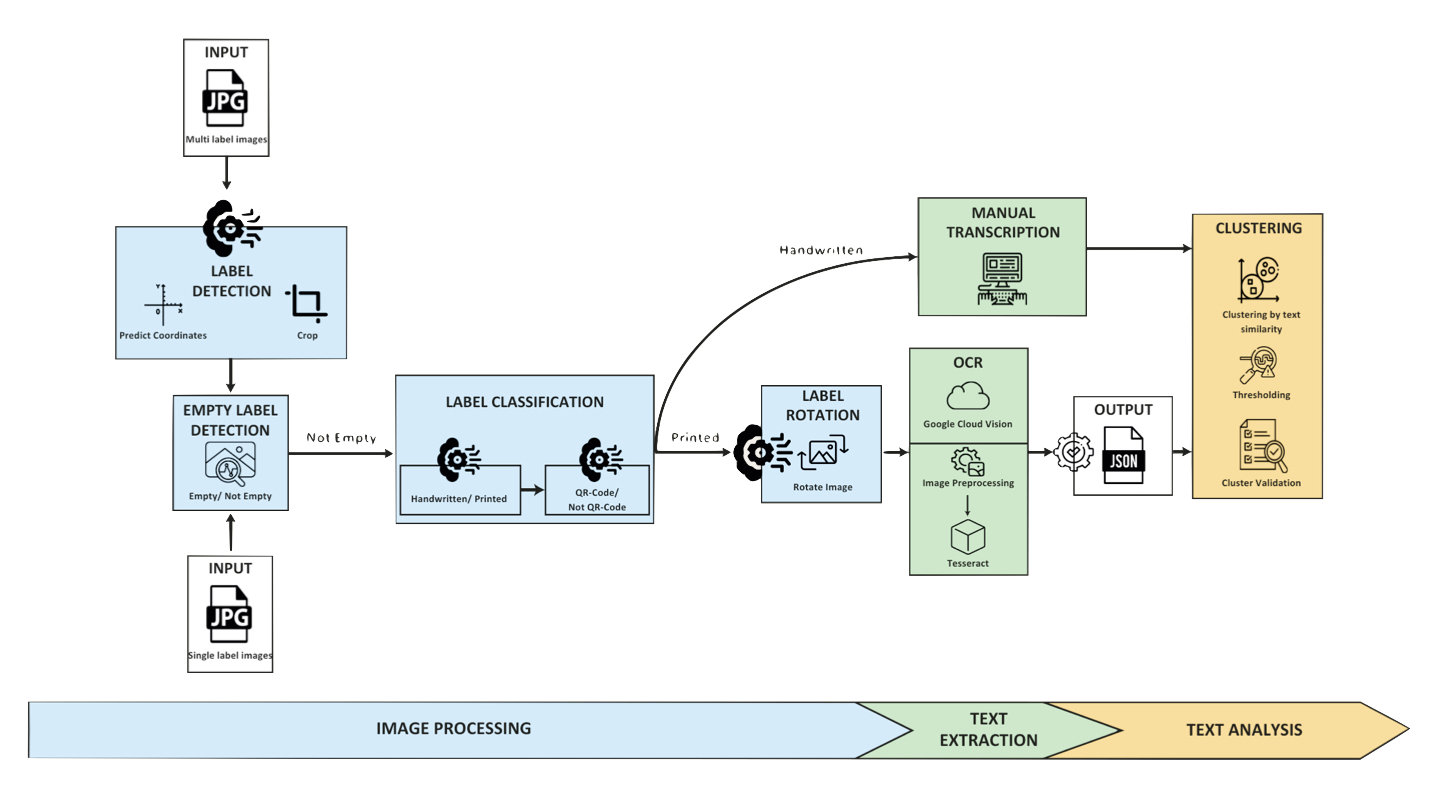 INPUT
JPG
Multi label images
LABEL
DETECTION
Y
0
X
Predict Coordinates
Crop
EMPTY LABEL
DETECTION
Empty/ Not Empty
INPUT
JPG
Single label images
Not Empty
LABEL CLASSIFICATION
Handwritten/ Printed
QR-Code/
Not QR-Code
Handwritten
Printed
MANUAL
TRANSCRIPTION
LABEL
ROTATION
Rotate Image
OCR
Google Cloud Vision
Image Preprocessing
Tesseract
OUTPUT
JSON
CLUSTERING
Clustering by text
similarity
Thresholding
Cluster Validation
IMAGE PROCESSING
TEXT
EXTRACTION
TEXT ANALYSIS